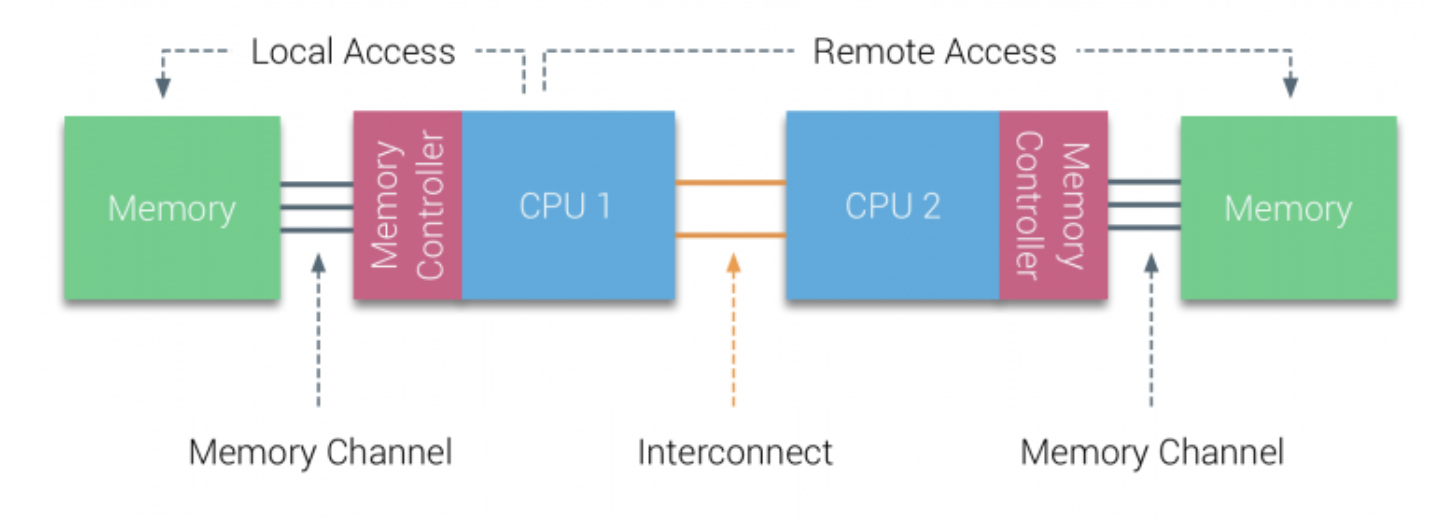 Local Access
Remote Access
Memory
Memory
Controller
CPU 1
CPU 2
Memory
Controller
Memory
Memory Channel
Interconnect
Memory Channel